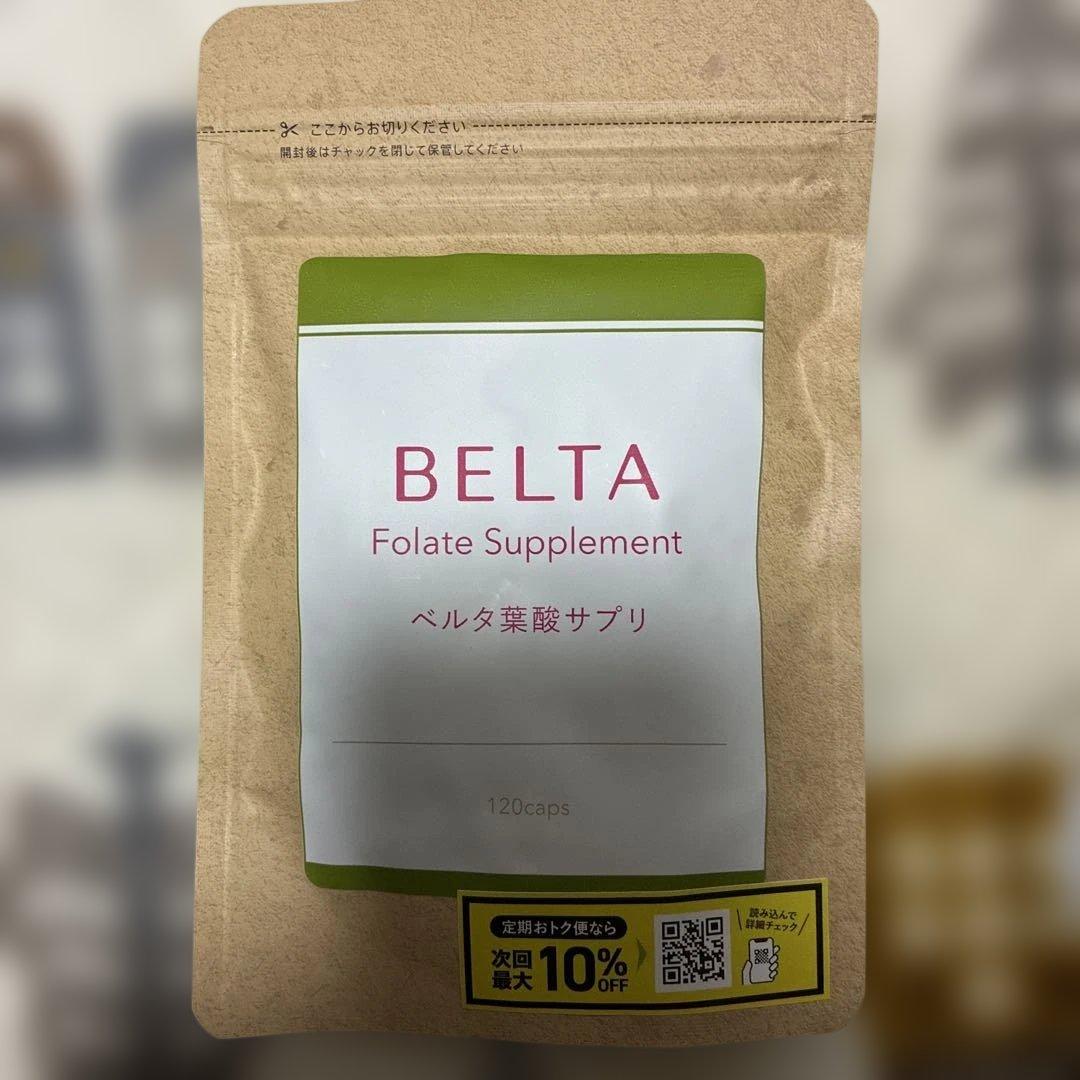 ここからお切りください
開封後はチャックを閉じて保管してください
BELTA
Folate Supplement
ベルタ葉酸サプリ
120caps
定期おトク便なら
次回
最大
10%
OFF
読み込んで
詳細チェック